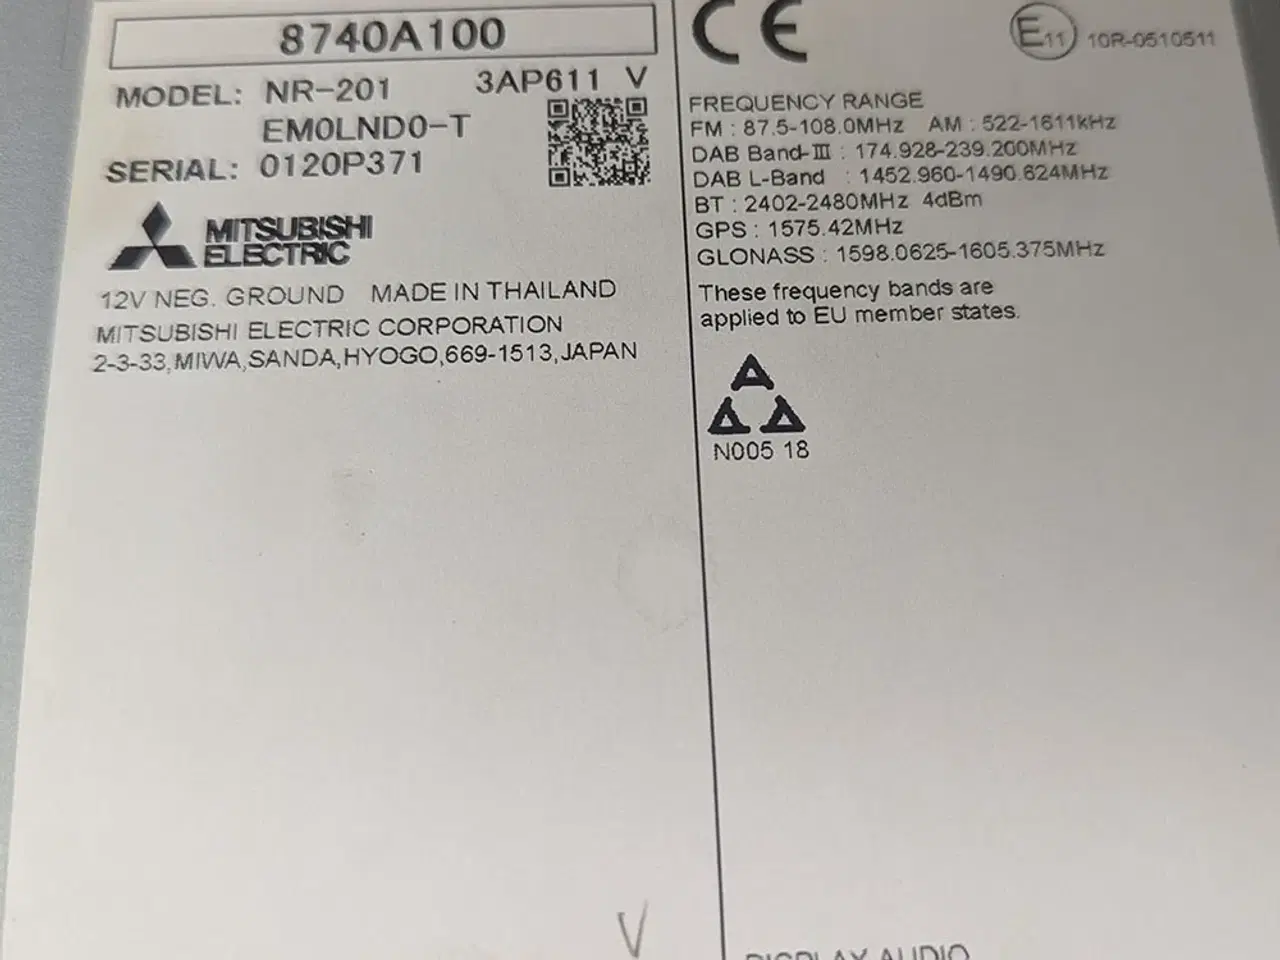 8740A100
MODEL: NR-201 3AP611 V
EM0LND0-T
SERIAL: 0120P371
MITSUBISHI
ELECTRIC
12V NEG. GROUND MADE IN THAILAND
MITSUBISHI ELECTRIC CORPORATION
2-3-33,MIWA,SANDA,HYOGO,669-1513,JAPAN
V
CE E11 10R-0510511
FREQUENCY RANGE
FM : 87.5-108.0MHz AM : 522-1611kHz
DAB Band-III : 174.928-239.200MHz
DAB L-Band : 1452.960-1490.624MHz
BT : 2402-2480MHz 4dBm
GPS : 1575.42MHz
GLONASS : 1598.0625-1605.375MHz
These frequency bands are
applied to EU member states.
N005 18
DISPLAY AUDIO